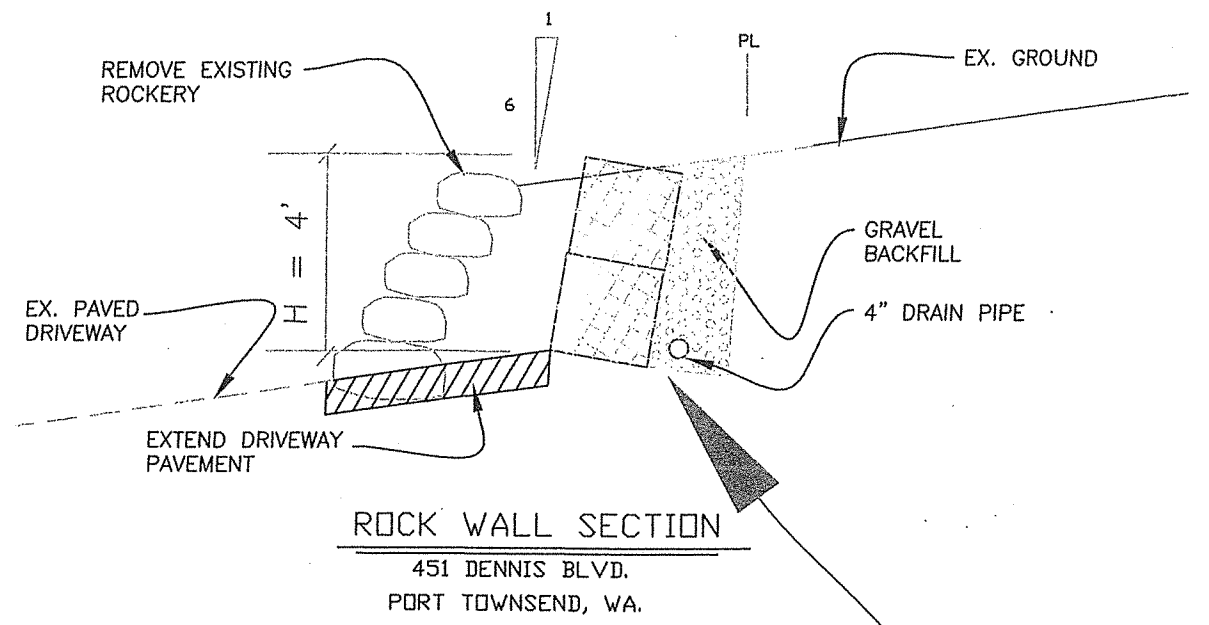 1
PL
REMOVE EXISTING
ROCKERY
EX. GROUND
6
H = 4'
GRAVEL
BACKFILL
EX. PAVED
DRIVEWAY
4" DRAIN PIPE
EXTEND DRIVEWAY
PAVEMENT
ROCK WALL SECTION
451 DENNIS BLVD.
PORT TOWNSEND, WA.